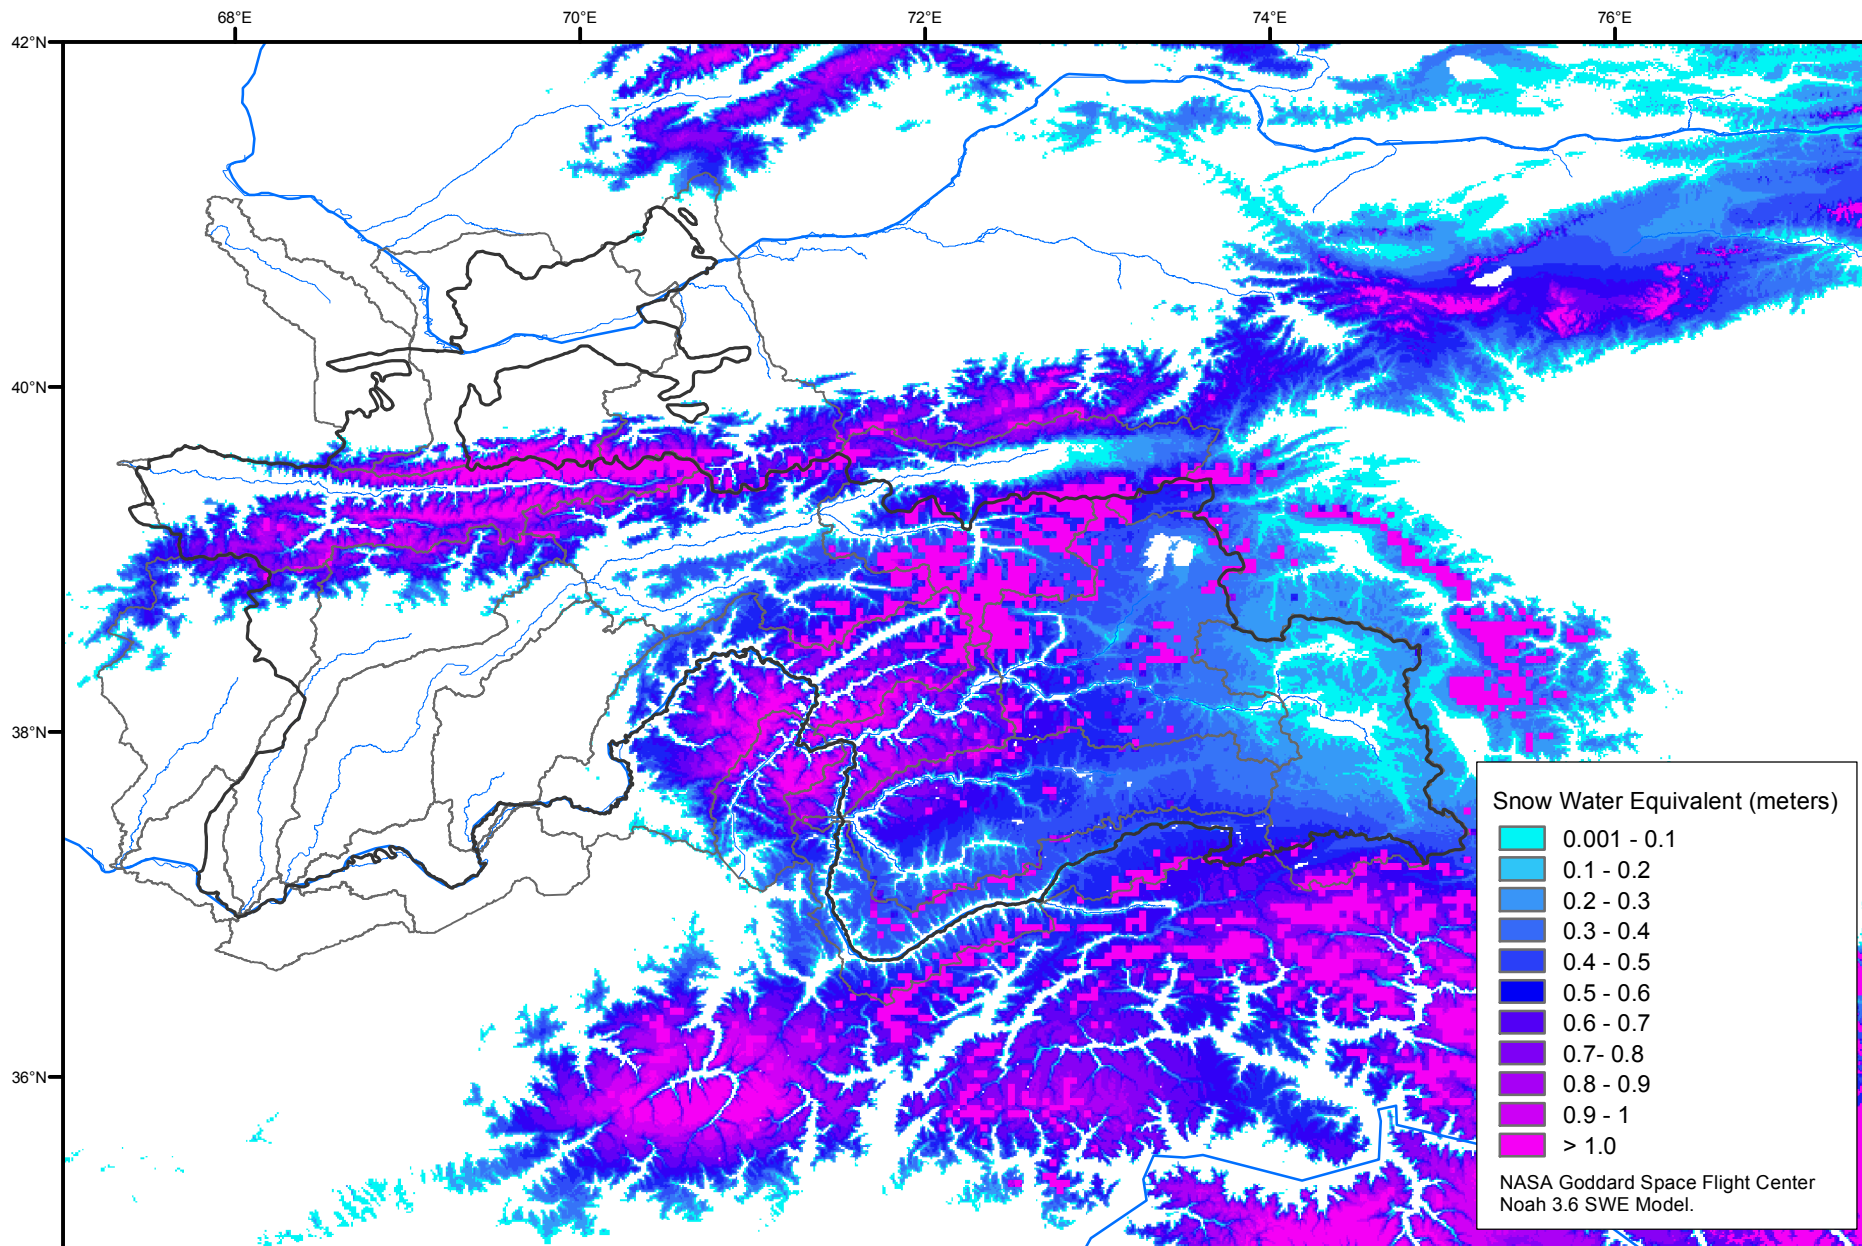 68°E
70°E
72°E
74°E
76°E
42°N
40°N
38°N
36°N
Snow Water Equivalent (meters)
0.001 - 0.1
0.1 - 0.2
0.2 - 0.3
0.3 - 0.4
0.4 - 0.5
0.5 - 0.6
0.6 - 0.7
0.7- 0.8
0.8 - 0.9
0.9 - 1
> 1.0
NASA Goddard Space Flight Center
Noah 3.6 SWE Model.